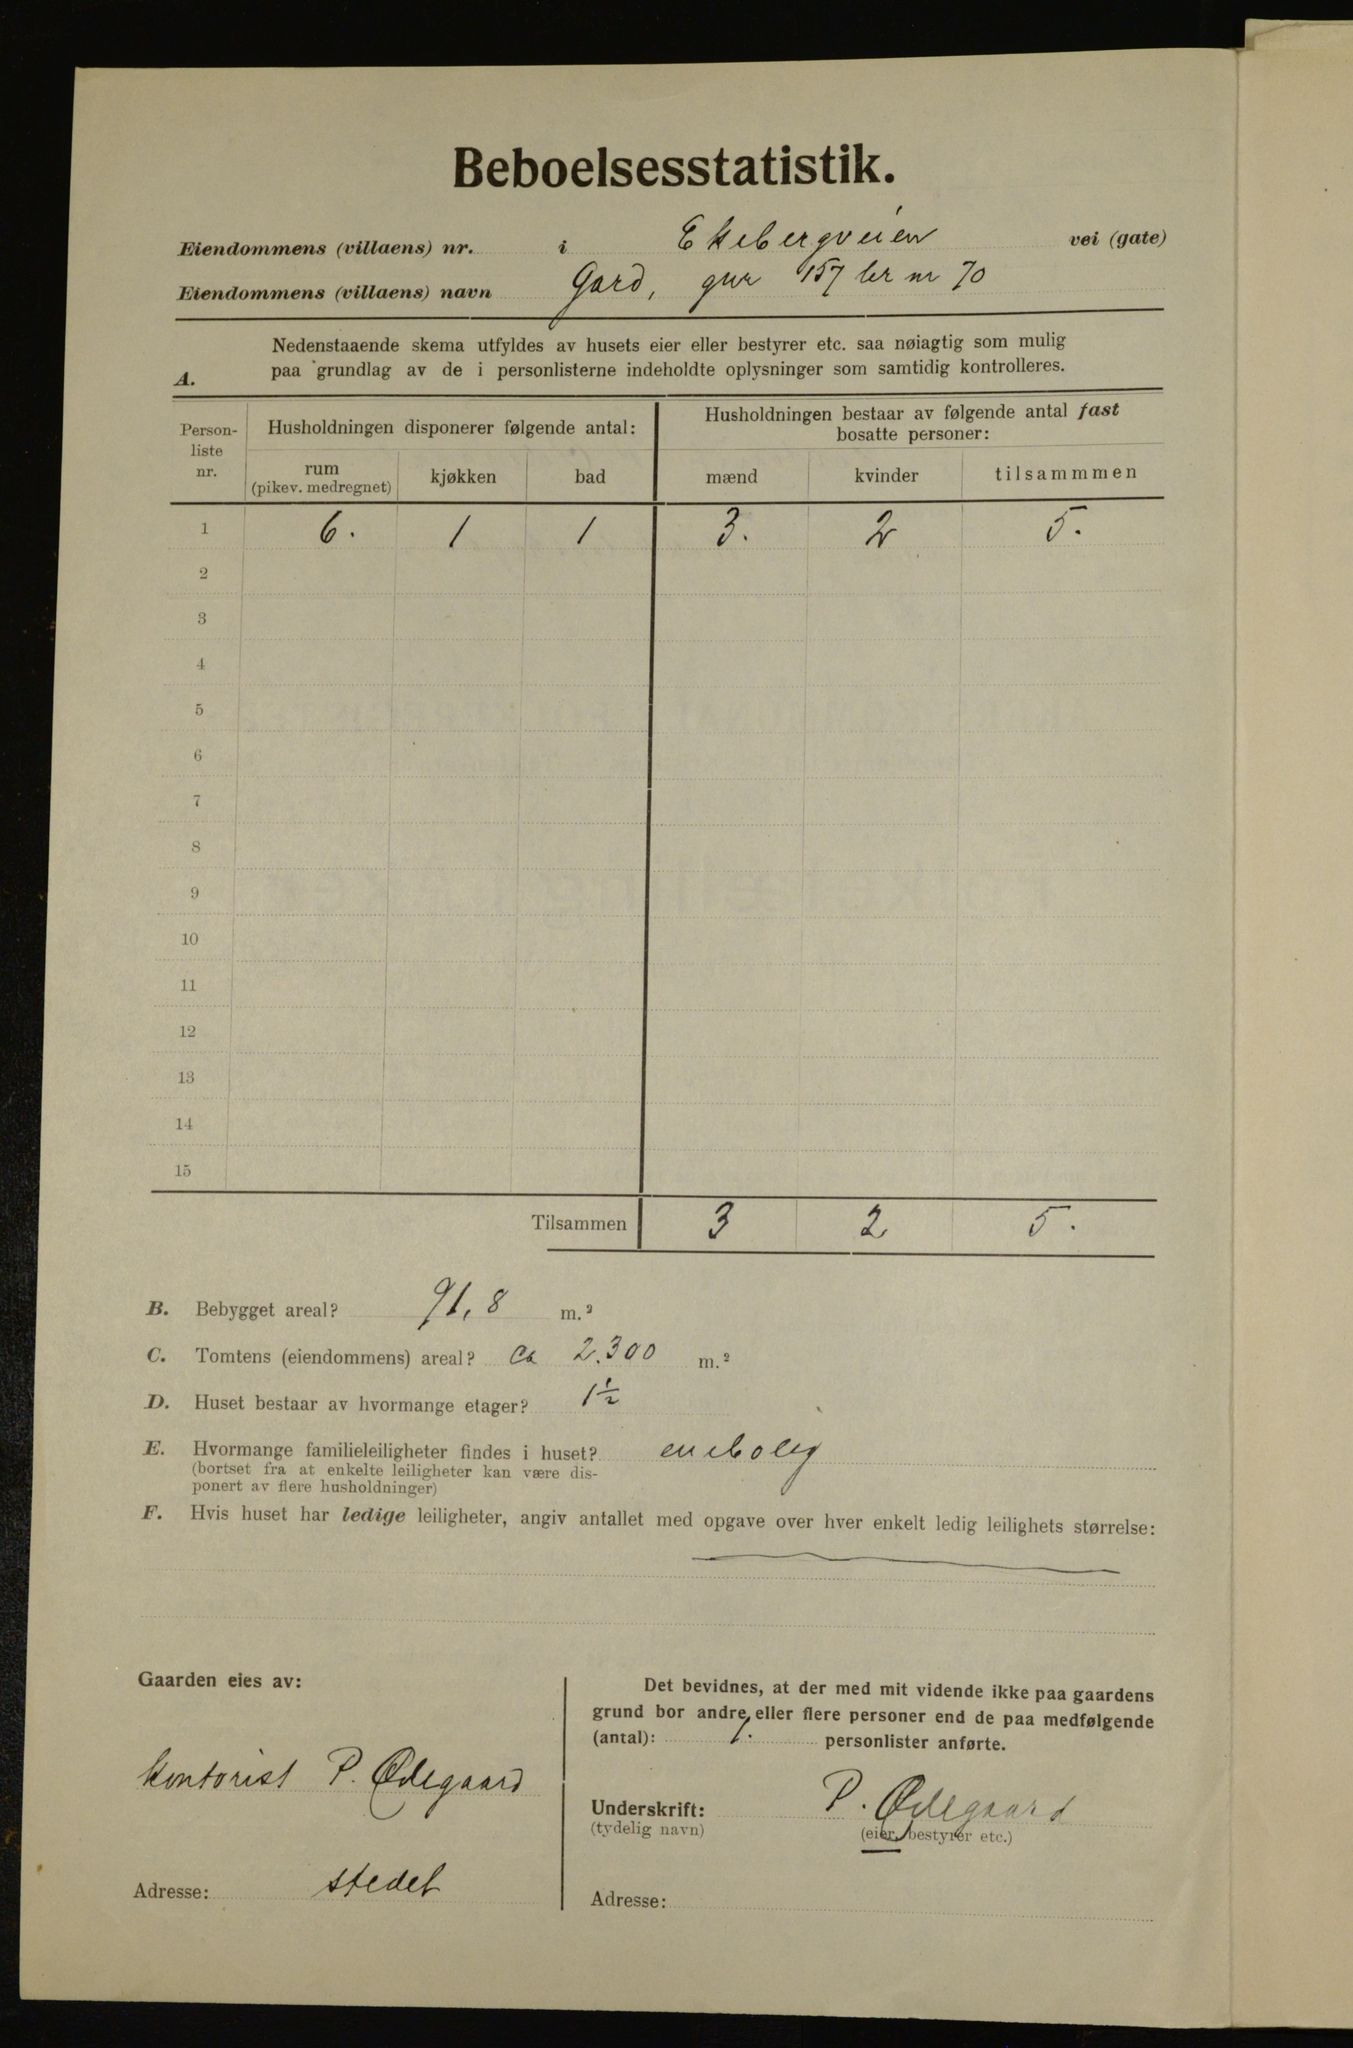 Beboelsesstatistik.
Eiendommens (villaens) nr. i Ekebergveien vei (gate)
Eiendommens (villaens) navn Gard, gnr 157 br nr 70
A. Nedenstaaende skema utfyldes av husets eier eller bestyrer etc. saa nøiagtig som mulig
paa grundlag av de i personlisterne indeholdte oplysninger som samtidig kontrolleres.
Person-
liste
nr.
Husholdningen disponerer følgende antal:
Husholdningen bestaar av følgende antal fast
bosatte personer:
rum
(pikev. medregnet)
kjøkken bad mænd kvinder tilsammmen
1 6. 1 1 3. 2 5.
2
3
4
5
6
7
8
9
10
11
12
13
14
15
Tilsammen 3 2 5.
B. Bebygget areal? 91,8 m.²
C. Tomtens (eiendommens) areal? ca 2.300 m.²
D. Huset bestaar av hvormange etager? 1½
E. Hvormange familieleiligheter findes i huset? enebolig
(bortset fra at enkelte leiligheter kan være dis-
ponert av flere husholdninger)
F. Hvis huset har ledige leiligheter, angiv antallet med opgave over hver enkelt ledig leilighets størrelse:
Gaarden eies av:
kontorist P. Ødegaard
Adresse: stedet
Det bevidnes, at der med mit vidende ikke paa gaardens
grund bor andre eller flere personer end de paa medfølgende
(antal): 1. personlister anførte.
Underskrift: P. Ødegaard
(tydelig navn) (eier, bestyrer etc.)
Adresse: